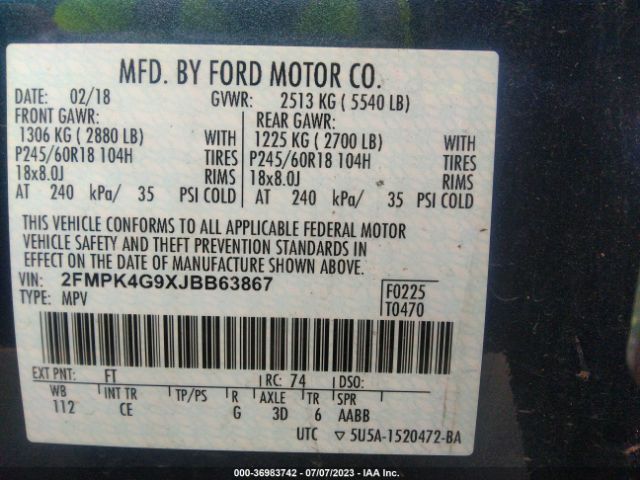 MFD. BY FORD MOTOR CO.
DATE: 02/18 GVWR: 2513 KG ( 5540 LB)
FRONT GAWR: REAR GAWR:
1306 KG ( 2880 LB) WITH 1225 KG ( 2700 LB) WITH
P245/60R18 104H TIRES P245/60R18 104H TIRES
18x8.0J RIMS 18x8.0J RIMS
AT 240 kPa/ 35 PSI COLD AT 240 kPa/ 35 PSI COLD
THIS VEHICLE CONFORMS TO ALL APPLICABLE FEDERAL MOTOR
VEHICLE SAFETY AND THEFT PREVENTION STANDARDS IN
EFFECT ON THE DATE OF MANUFACTURE SHOWN ABOVE.
VIN: 2FMPK4G9XJBB63867 F0225
TYPE: MPV T0470
EXT PNT: FT RC: 74 DSO:
WB INT TR TP/PS R AXLE TR SPR
112 CE G 3D 6 AABB
UTC ▽ 5U5A-1520472-BA
000-36983742 / 07/07/2023 - © IAA Inc.